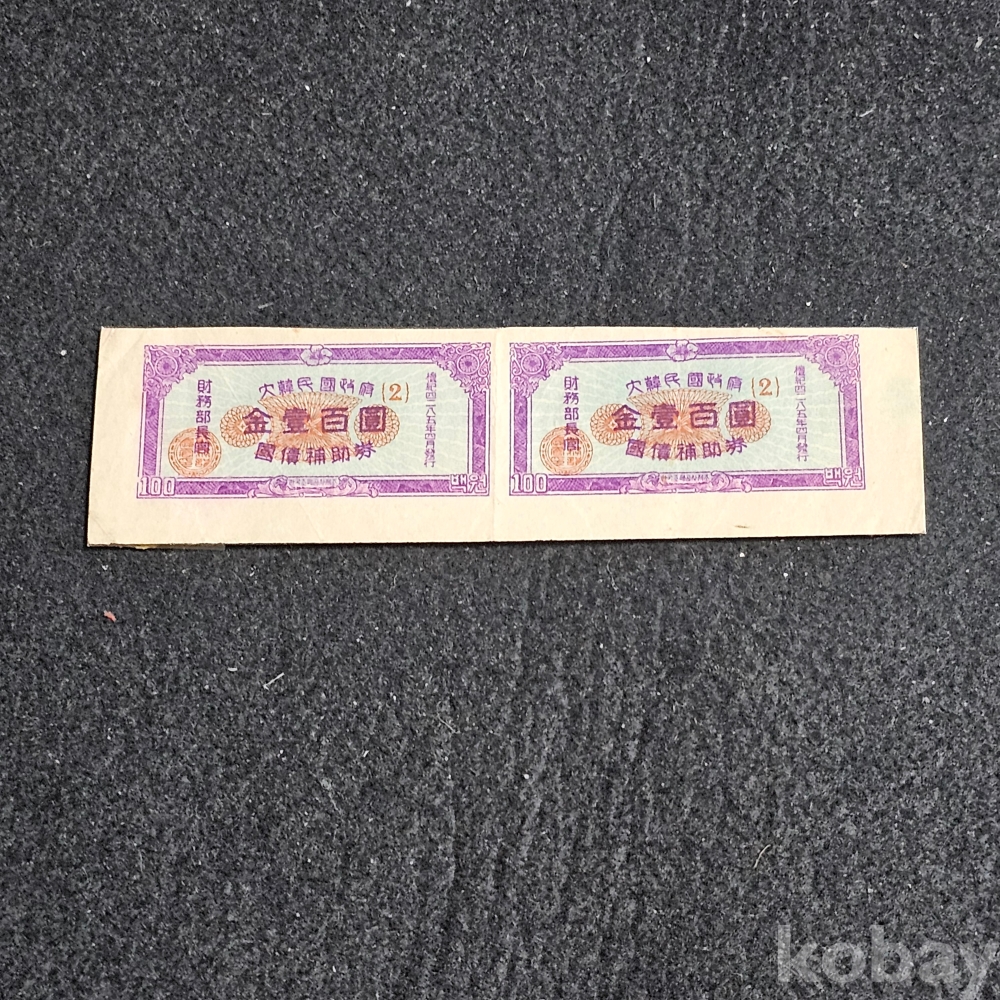 大韓民國政府
(2)
金壹百圓
國債補助券
財務部長官
檀紀四二八五年四月發行
100
백원
大韓民國政府
(2)
金壹百圓
國債補助券
財務部長官
檀紀四二八五年四月發行
100
백원
kobay